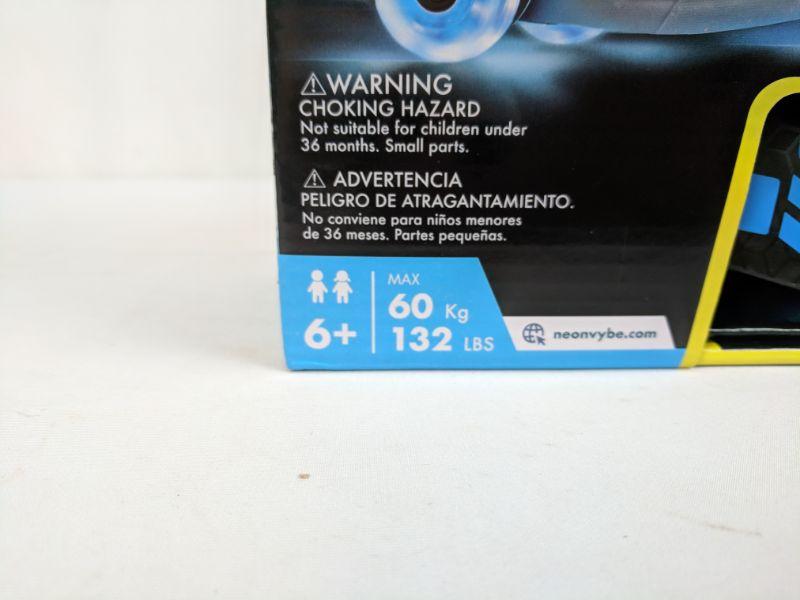 ⚠WARNING
CHOKING HAZARD
Not suitable for children under
36 months. Small parts.
⚠ ADVERTENCIA
PELIGRO DE ATRAGANTAMIENTO.
No conviene para niños menores
de 36 meses. Partes pequeñas.
6+
MAX
60 Kg
132 LBS
neonvybe.com